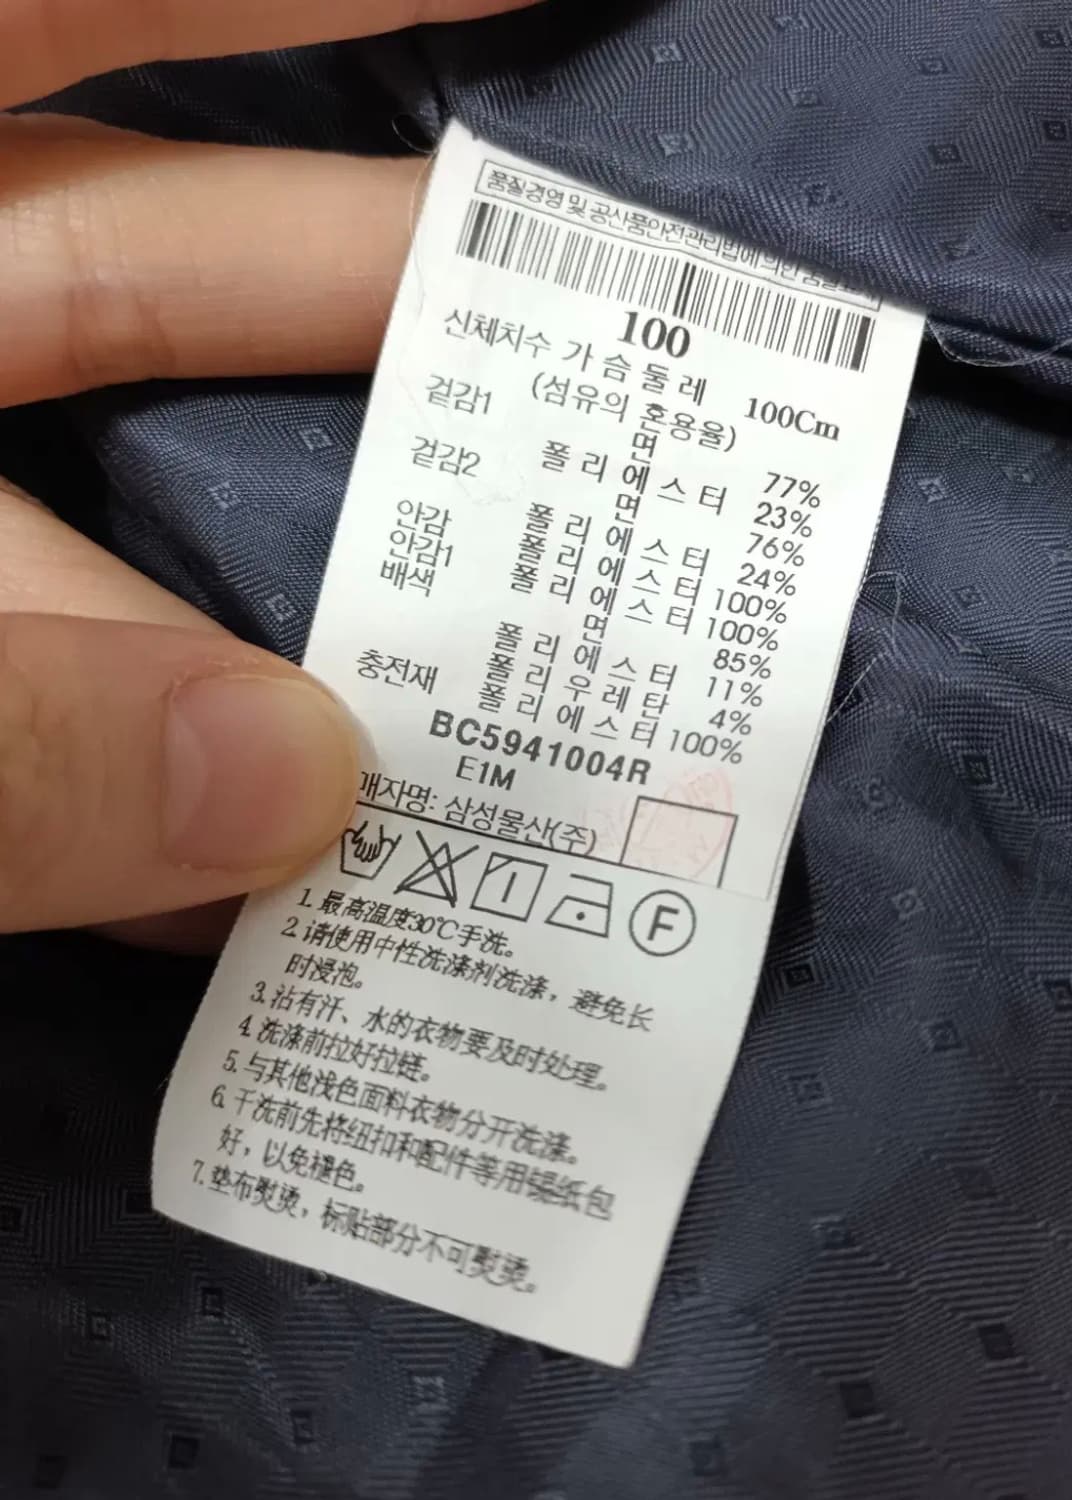 품질경영 및 공산품안전관리법에 의한
100
신체치수 가 슴 둘 레 100Cm
(섬유의 혼용율)
겉감1 면 77%
폴 리 에 스 터 23%
겉감2 면 76%
폴 리 에 스 터 24%
안감 폴 리 에 스 터 100%
안감1 폴 리 에 스 터 100%
배색 면 85%
폴 리 에 스 터 11%
폴 리 우 레 탄 4%
충전재 폴 리 에 스 터 100%
BC5941004R
E1M
매자명: 삼성물산(주)
F
1. 最高温度30℃手洗。
2. 请使用中性洗涤剂洗涤，避免长
时浸泡。
3. 沾有汗、水的衣物要及时处理。
4. 洗涤前拉好拉链。
5. 与其他浅色面料衣物分开洗涤。
6. 干洗前先将纽扣和配件等用锡纸包
好，以免褪色。
7. 垫布熨烫，标贴部分不可熨烫。